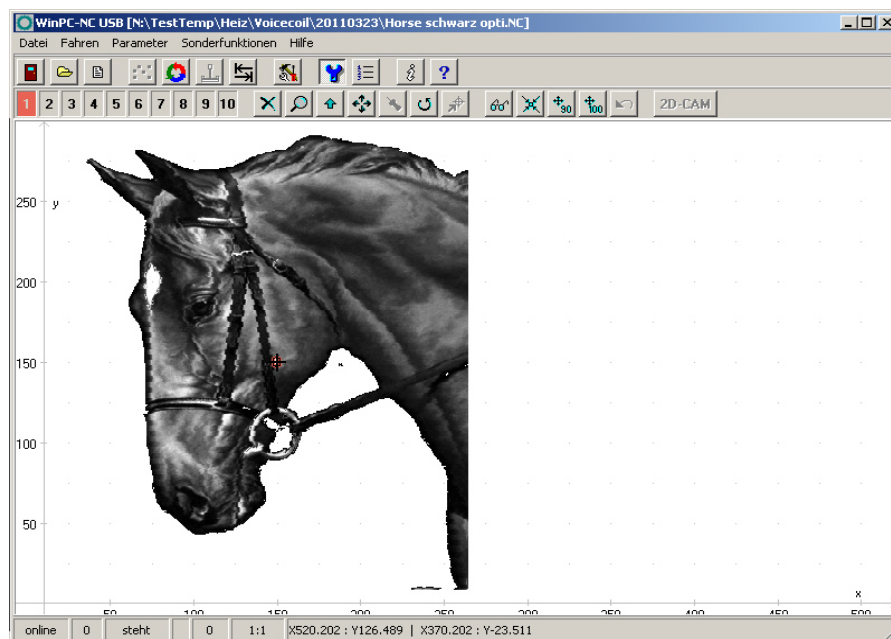 WinPC-NC USB [N:\TestTemp\Heiz\Voicecoil\20110323\Horse schwarz opti.NC]
Datei Fahren Parameter Sonderfunktionen Hilfe
1 2 3 4 5 6 7 8 9 10 90 100 2D-CAM
250 y
200
150
100
50
x
50 100 150 200 250 300 350 400 450 500
online 0 steht 0 1:1 X520.202 : Y126.489 | X370.202 : Y-23.511